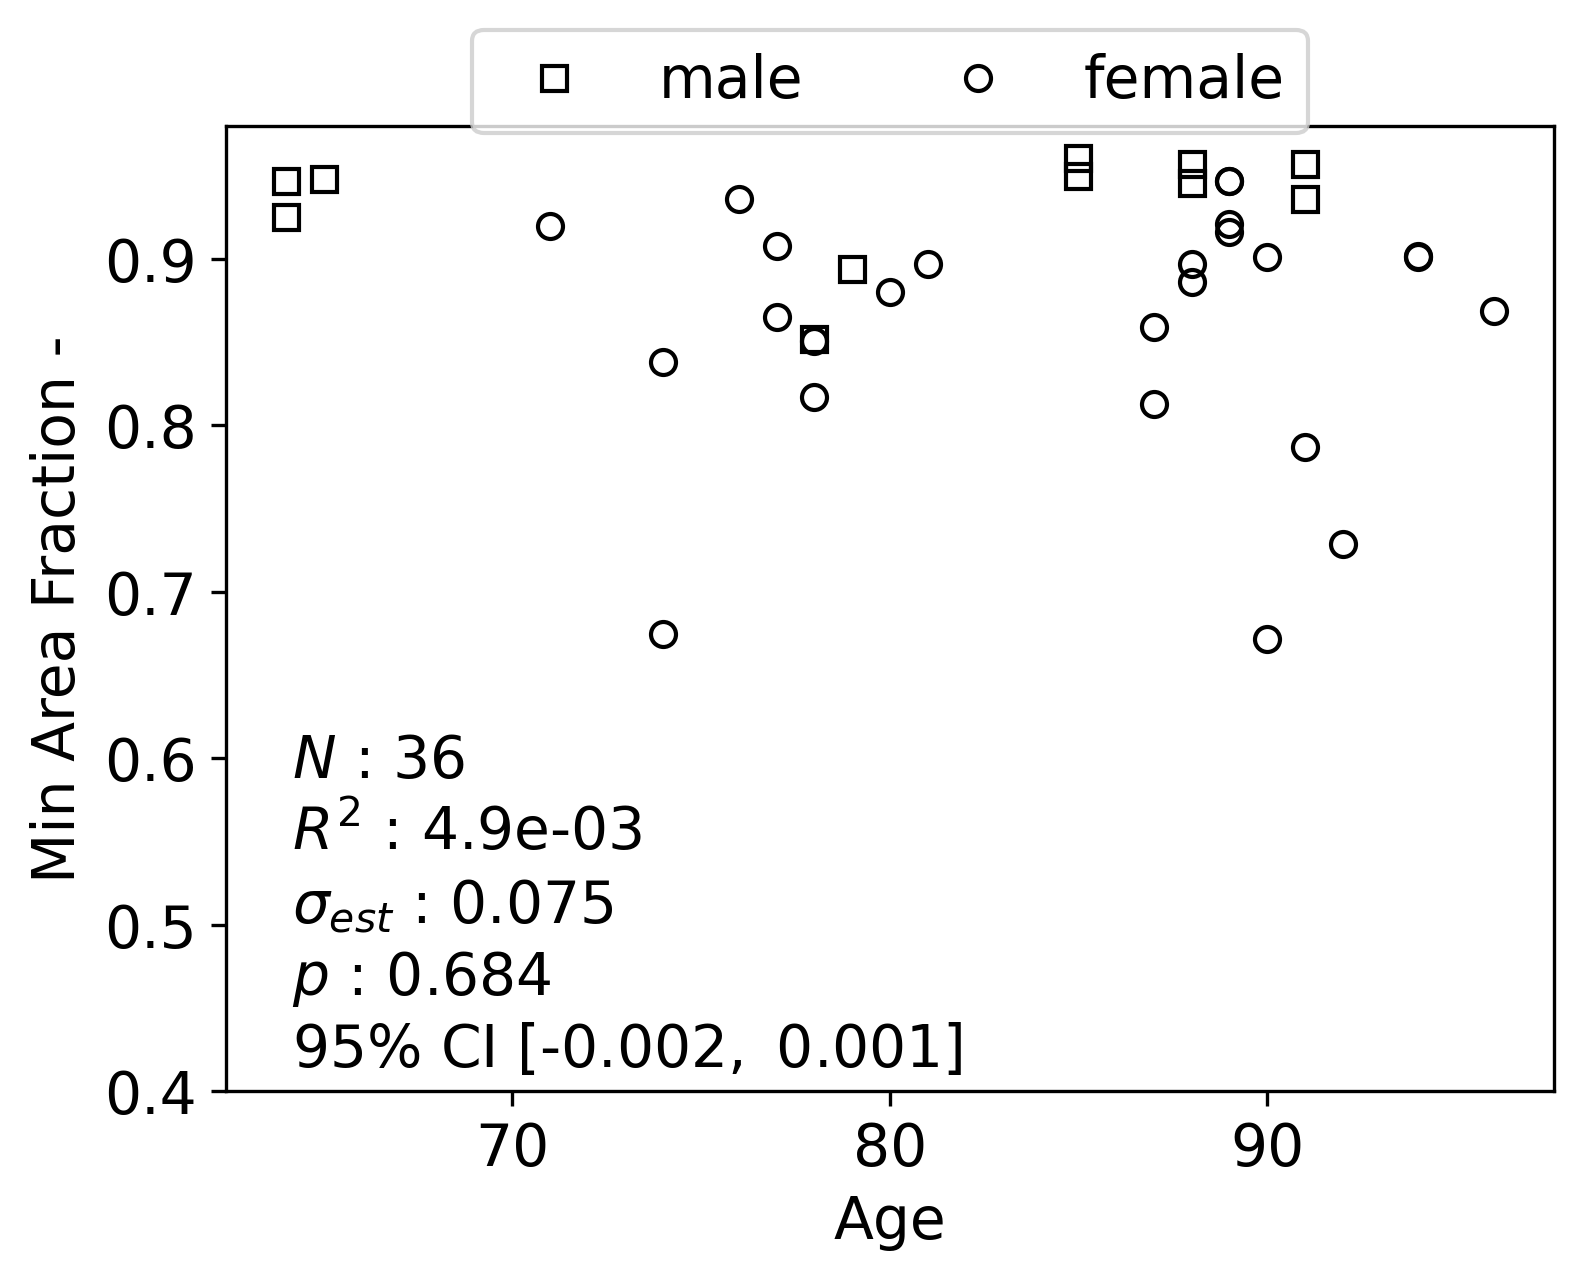 male female
0.9
0.8
0.7
0.6
0.5
0.4
Min Area Fraction -
N : 36
R² : 4.9e-03
σest : 0.075
p : 0.684
95% CI [-0.002, 0.001]
70 80 90
Age